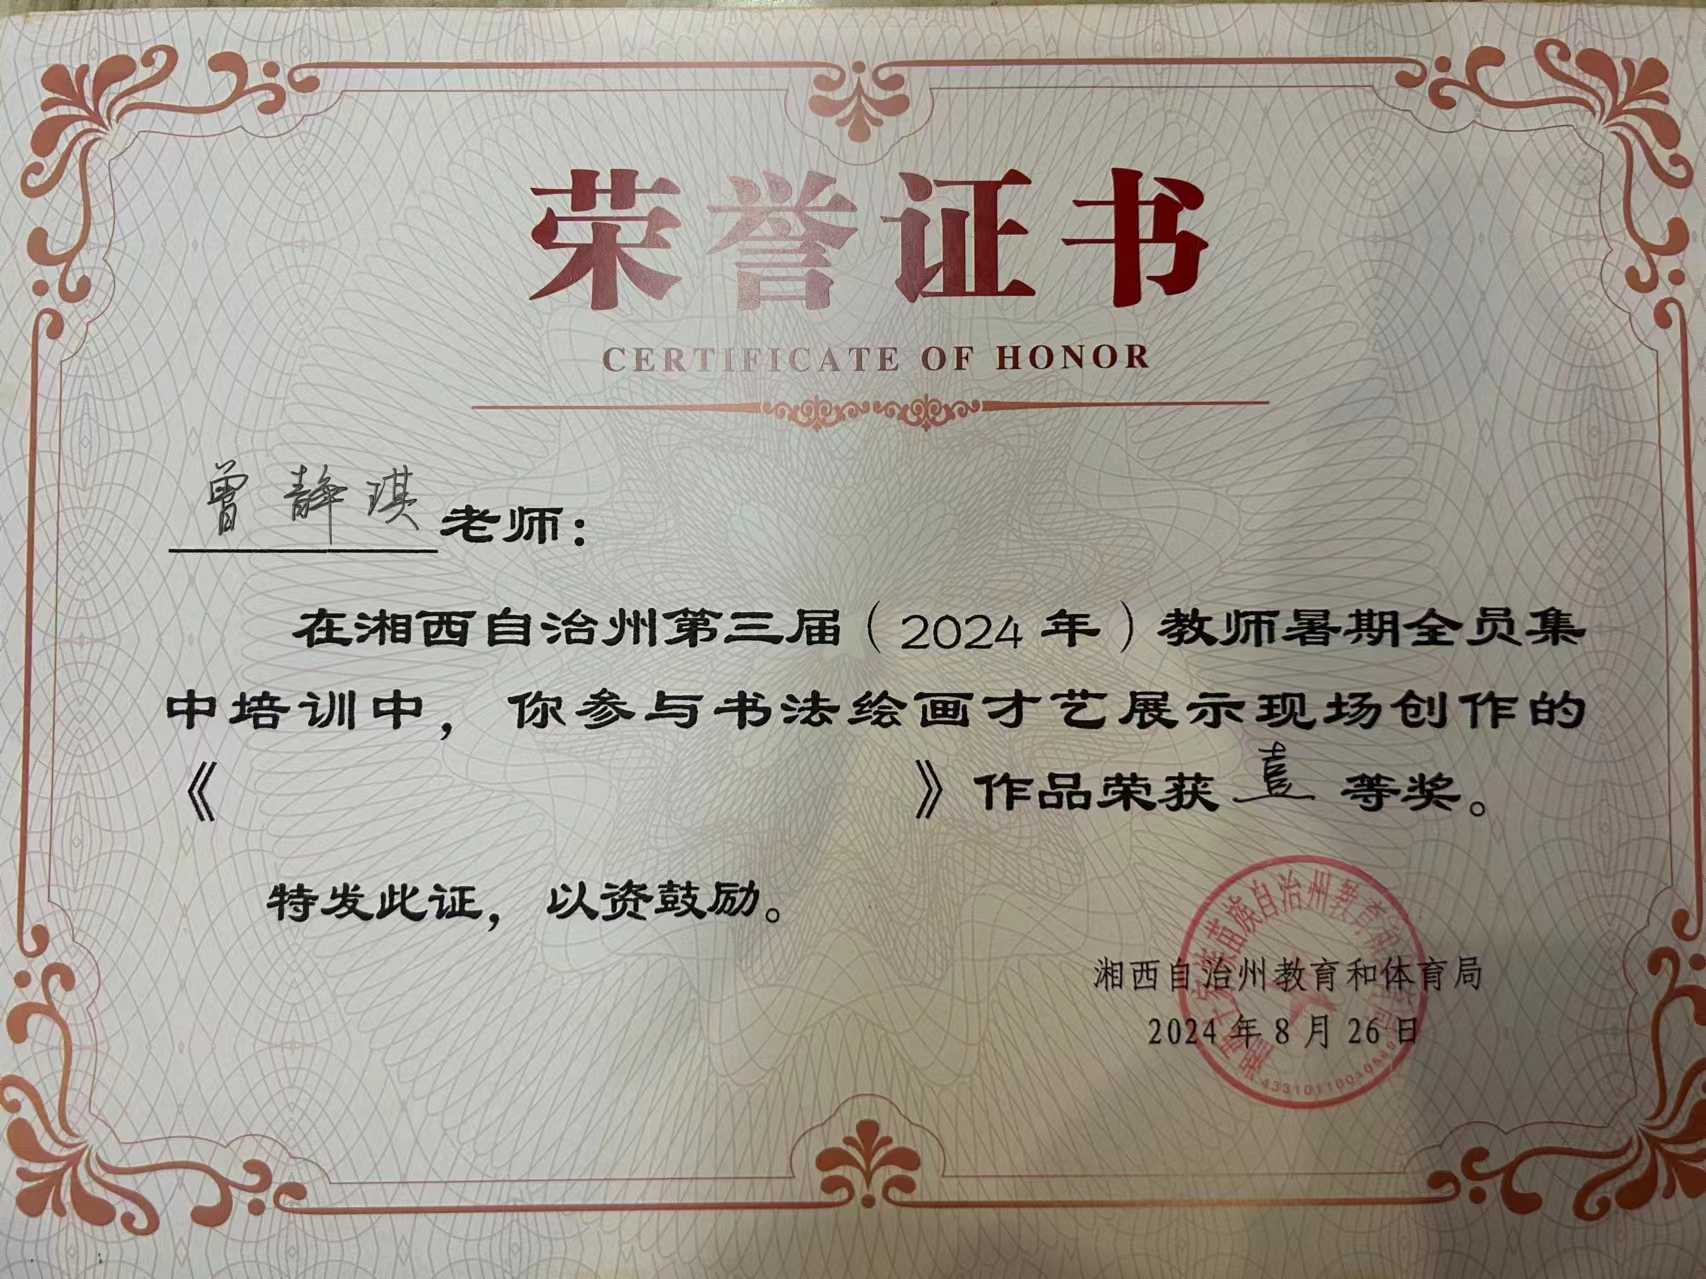 荣誉证书
CERTIFICATE OF HONOR
曾静琪老师：
在湘西自治州第三届（2024年）教师暑期全员集
中培训中，你参与书法绘画才艺展示现场创作的
《 》作品荣获壹等奖。
特发此证，以资鼓励。
湘西自治州教育和体育局
2024年8月26日